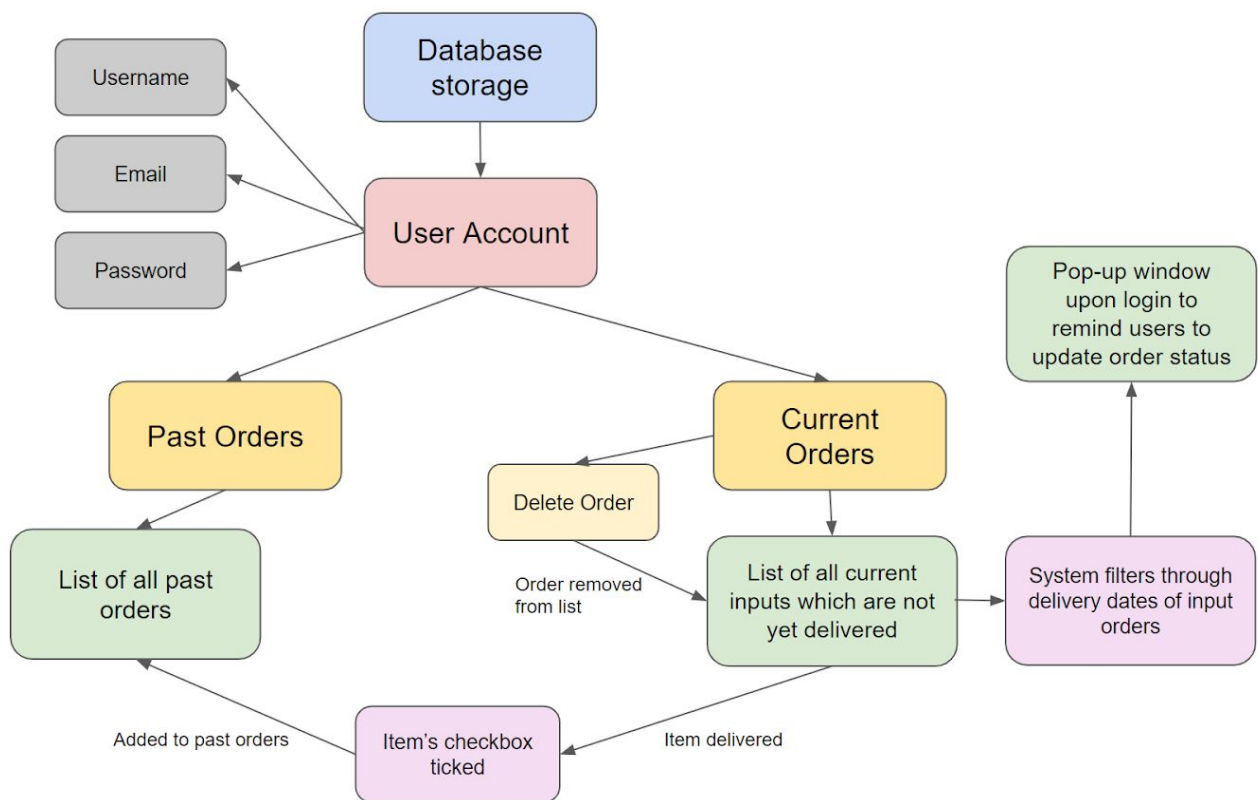 Database
storage
Username
Email
Password
User Account
Pop-up window
upon login to
remind users to
update order status
Past Orders
Current
Orders
Delete Order
Order removed
from list
List of all past
orders
List of all current
inputs which are not
yet delivered
System filters through
delivery dates of input
orders
Added to past orders
Item’s checkbox
ticked
Item delivered